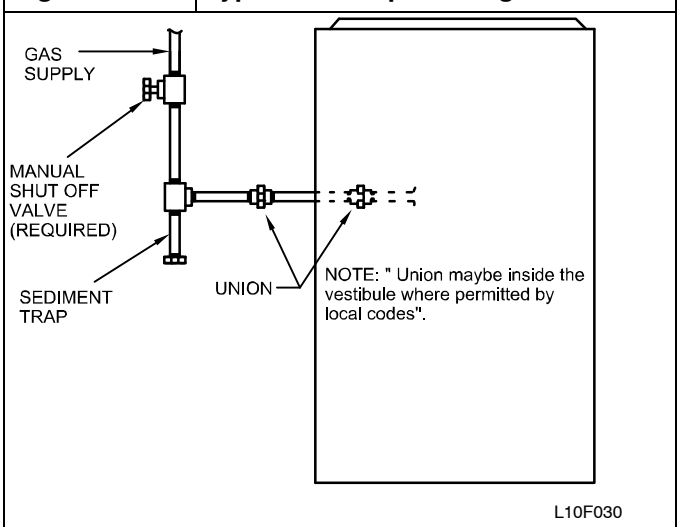 GAS
SUPPLY
MANUAL
SHUT OFF
VALVE
(REQUIRED)
SEDIMENT
TRAP
UNION
NOTE: " Union maybe inside the
vestibule where permitted by
local codes".
L10F030